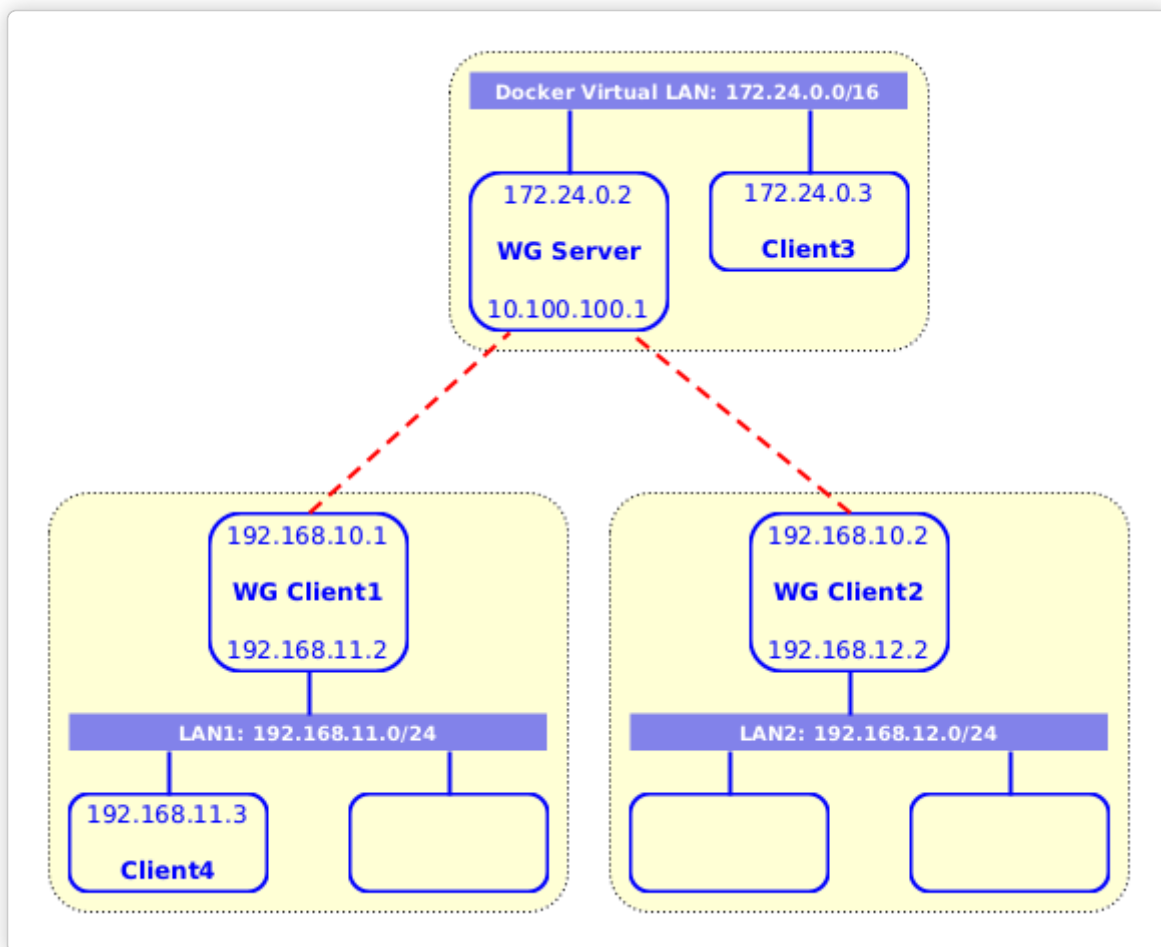 Docker Virtual LAN: 172.24.0.0/16
172.24.0.2
WG Server
10.100.100.1
172.24.0.3
Client3
192.168.10.1
WG Client1
192.168.11.2
192.168.10.2
WG Client2
192.168.12.2
LAN1: 192.168.11.0/24
LAN2: 192.168.12.0/24
192.168.11.3
Client4